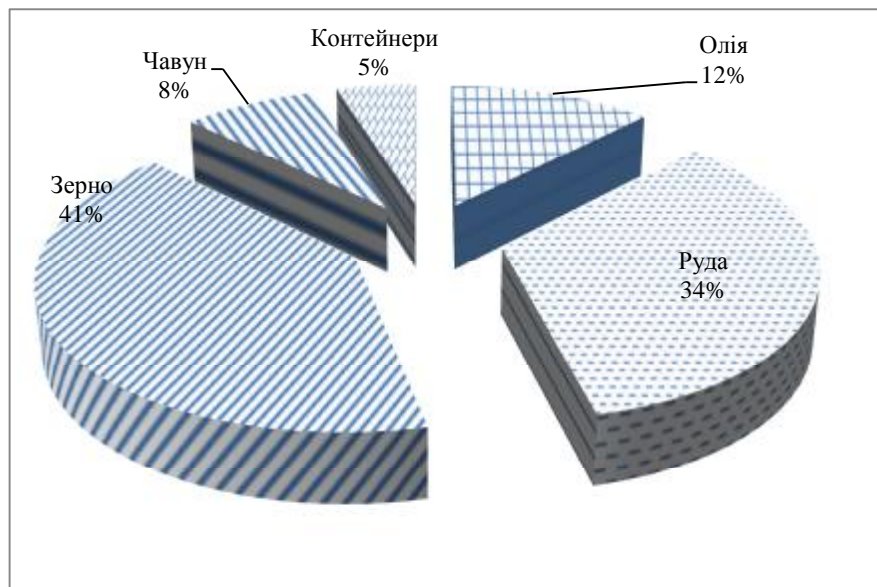 Контейнери
5%
Олія
12%
Чавун
8%
Зерно
41%
Руда
34%